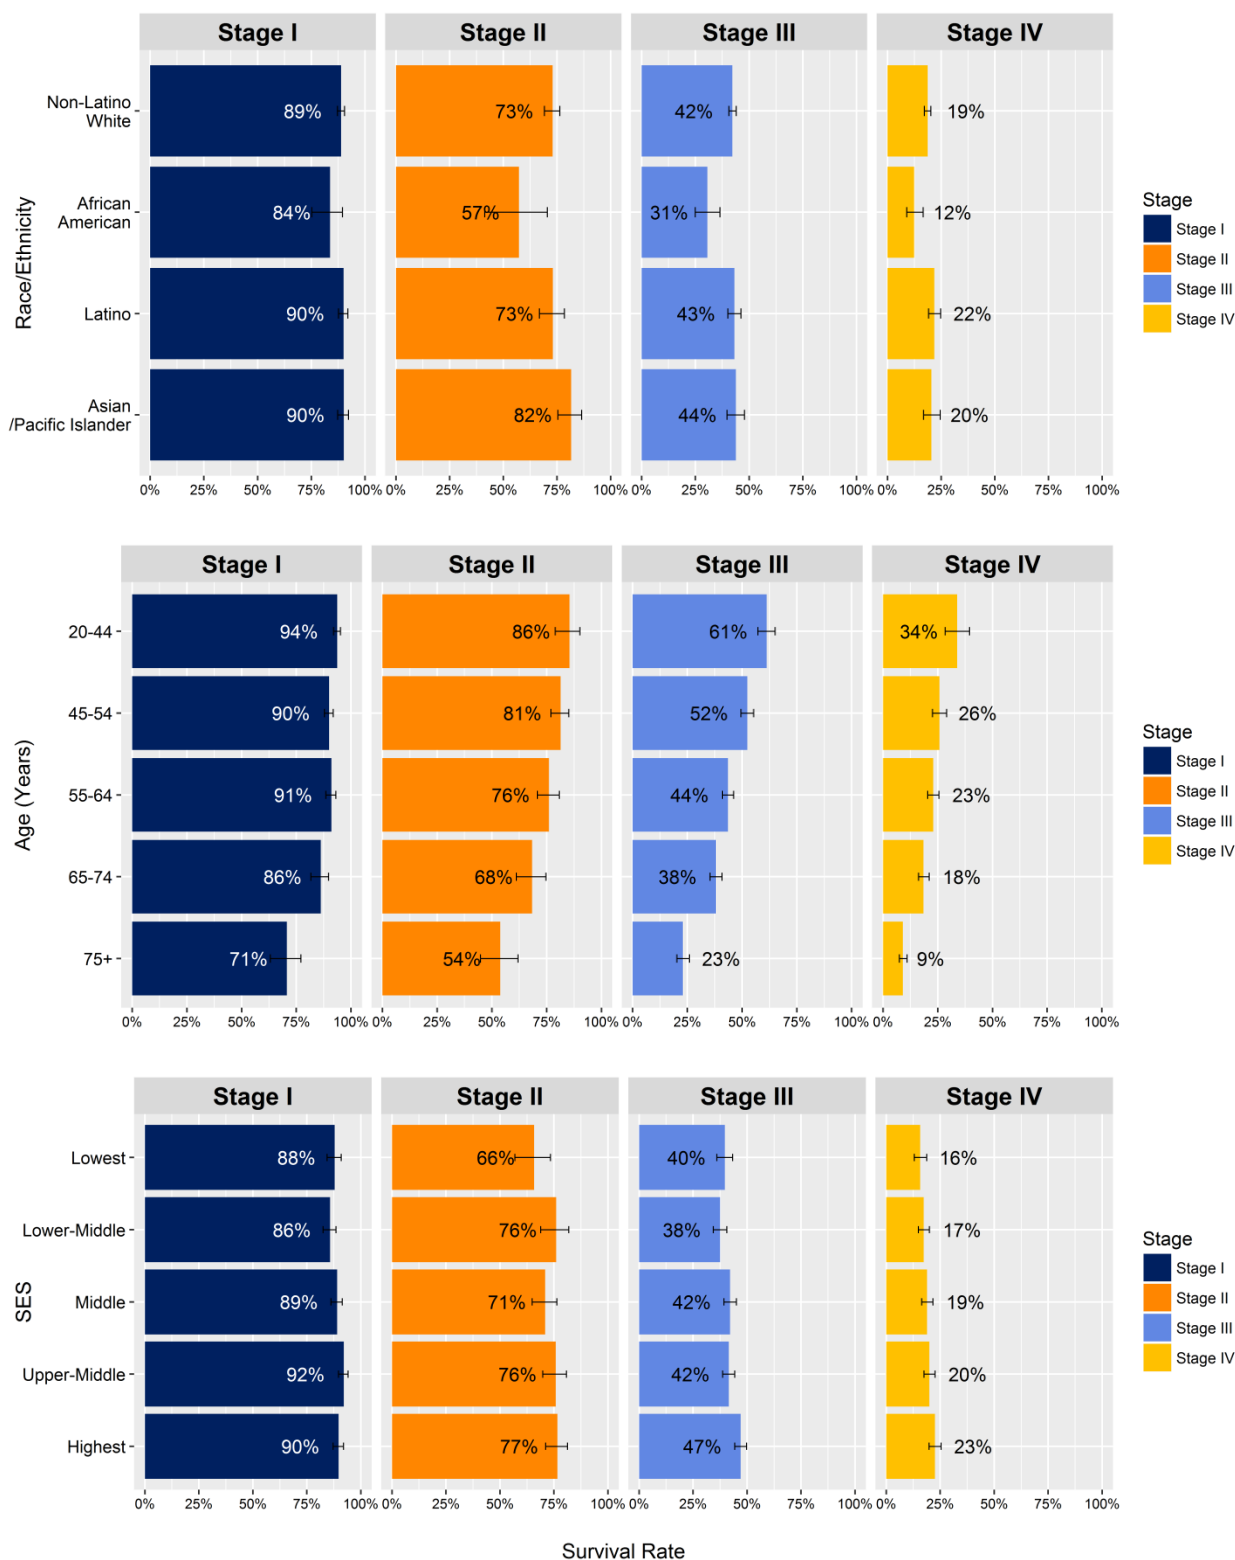 Stage I Stage II Stage III Stage IV
Race/Ethnicity
Non-Latino
White
89% 73% 42% 19%
African
American
84% 57% 31% 12%
Latino
90% 73% 43% 22%
Asian
/Pacific Islander
90% 82% 44% 20%
0% 25% 50% 75% 100% 0% 25% 50% 75% 100% 0% 25% 50% 75% 100% 0% 25% 50% 75% 100%
Stage
Stage I
Stage II
Stage III
Stage IV
Stage I Stage II Stage III Stage IV
Age (Years)
20-44 94% 86% 61% 34%
45-54 90% 81% 52% 26%
55-64 91% 76% 44% 23%
65-74 86% 68% 38% 18%
75+ 71% 54% 23% 9%
0% 25% 50% 75% 100% 0% 25% 50% 75% 100% 0% 25% 50% 75% 100% 0% 25% 50% 75% 100%
Stage
Stage I
Stage II
Stage III
Stage IV
Stage I Stage II Stage III Stage IV
SES
Lowest 88% 66% 40% 16%
Lower-Middle 86% 76% 38% 17%
Middle 89% 71% 42% 19%
Upper-Middle 92% 76% 42% 20%
Highest 90% 77% 47% 23%
0% 25% 50% 75% 100% 0% 25% 50% 75% 100% 0% 25% 50% 75% 100% 0% 25% 50% 75% 100%
Stage
Stage I
Stage II
Stage III
Stage IV
Survival Rate